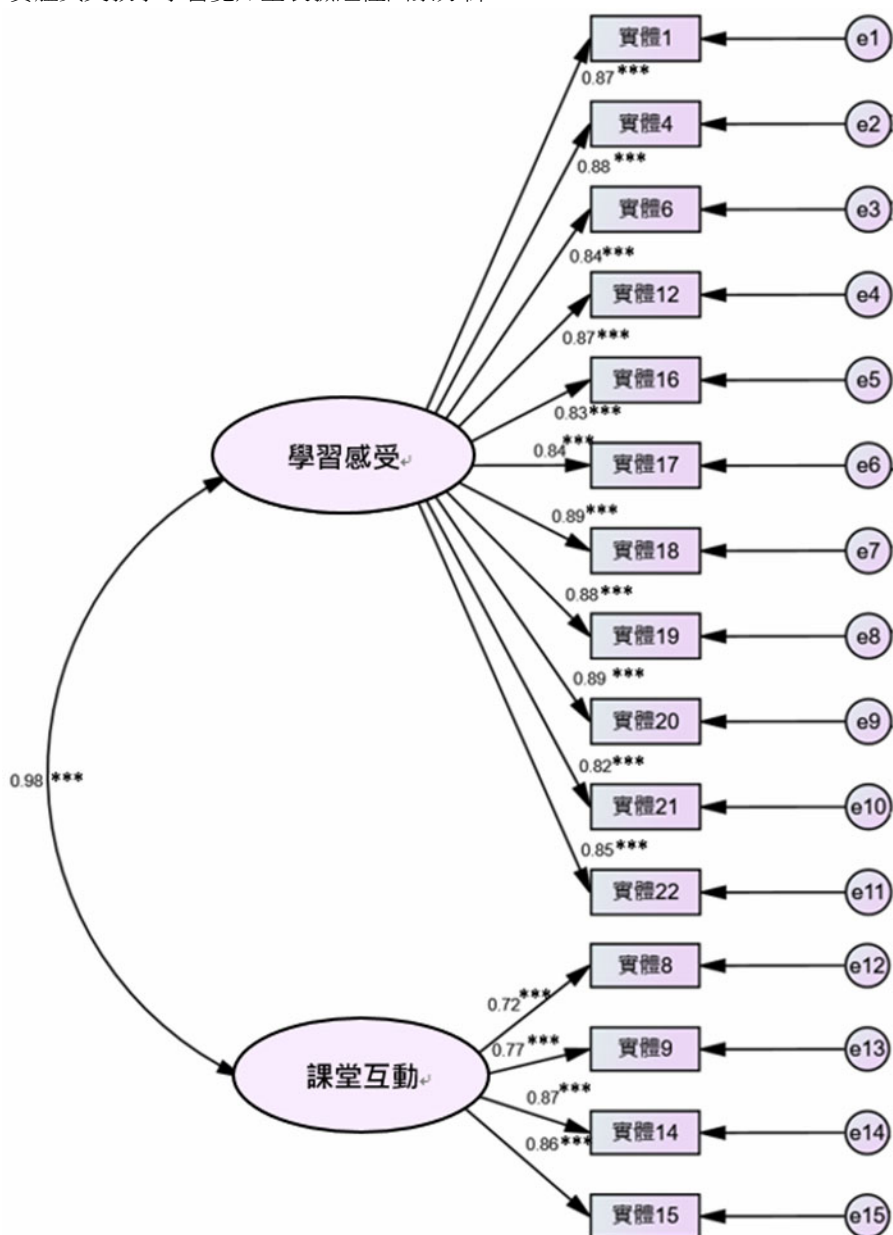 實體1
e1
0.87***
實體4
e2
0.88***
實體6
e3
0.84***
實體12
e4
0.87***
實體16
e5
0.83***
學習感受
0.84***
實體17
e6
0.89***
實體18
e7
0.88***
實體19
e8
0.89 ***
實體20
e9
0.98 ***
0.82***
實體21
e10
0.85***
實體22
e11
實體8
e12
0.72***
0.77***
實體9
e13
課堂互動
0.87***
實體14
e14
0.86***
實體15
e15